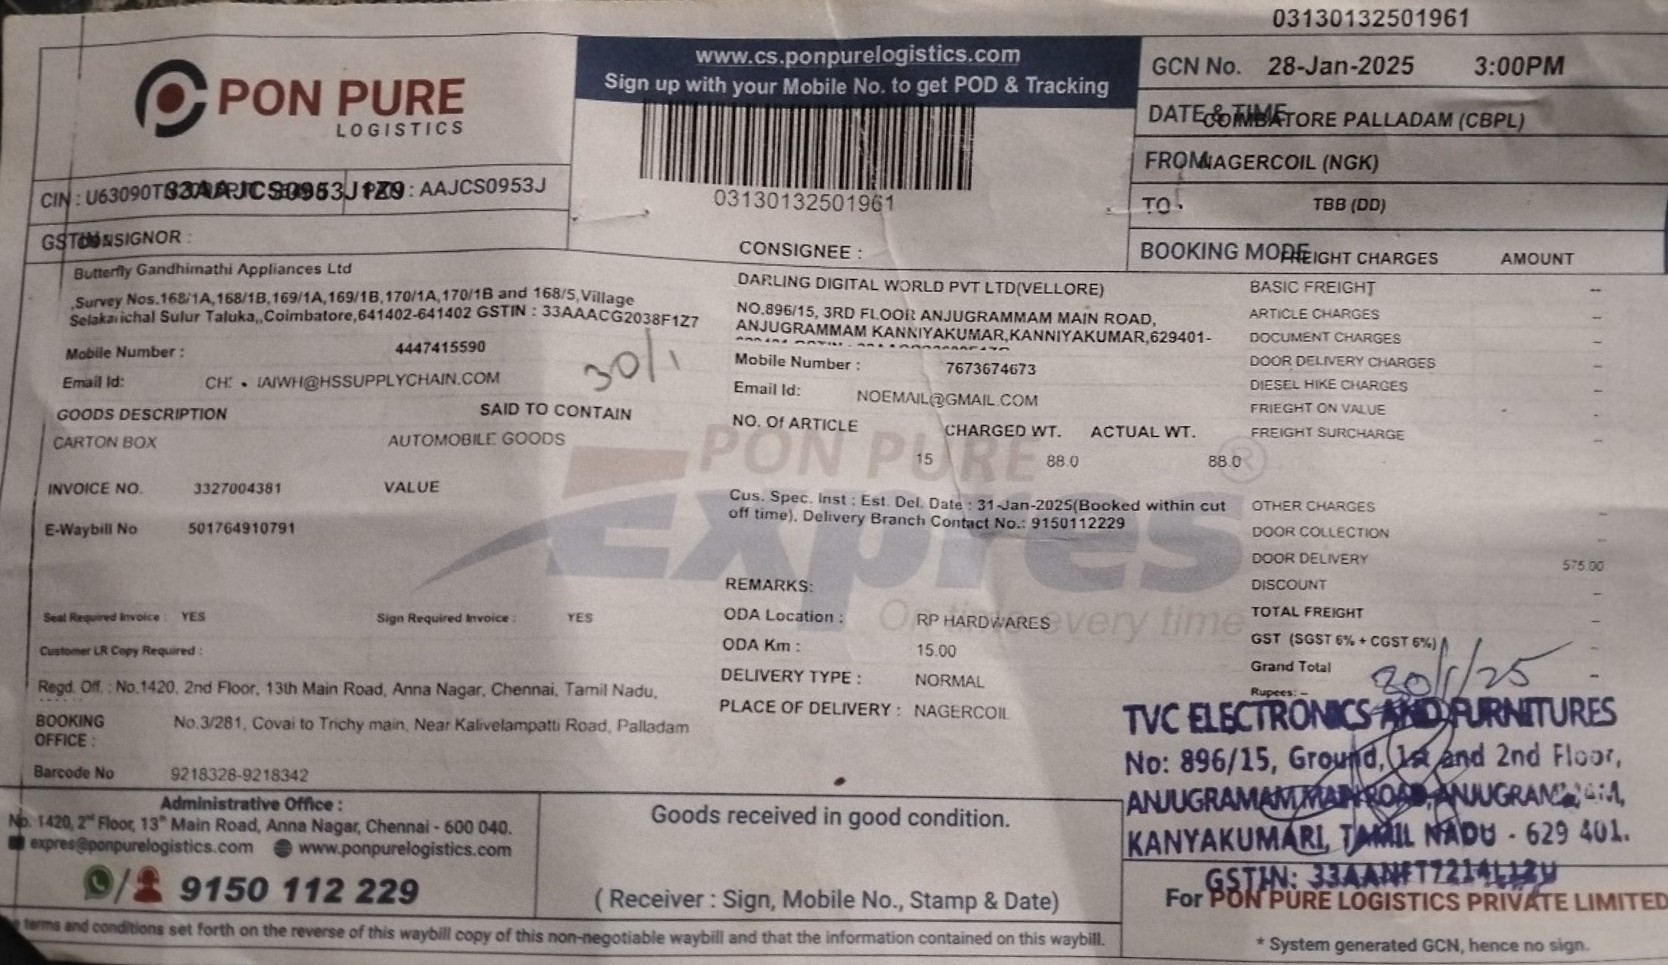 03130132501961
PON PURE
LOGISTICS
www.cs.ponpurelogistics.com
Sign up with your Mobile No. to get POD & Tracking
03130132501961
GCN No. 28-Jan-2025 3:00PM
DATE & TIME COIMBATORE PALLADAM (CBPL)
FROM NAGERCOIL (NGK)
TO TBB (DD)
BOOKING MODE
FREIGHT CHARGES AMOUNT
CIN : 33AAJCS0953J1Z9 : AAJCS0953J
GSTIN
CONSIGNOR :
Butterfly Gandhimathi Appliances Ltd
,Survey Nos.168/1A,168/1B,169/1A,169/1B,170/1A,170/1B and 168/5,Village
Sulur Taluka,,Coimbatore,641402-641402 GSTIN : 33AAACG2038F1Z7
Mobile Number : 4447415590
Email Id: IAIWH@HSSUPPLYCHAIN.COM
30/1
GOODS DESCRIPTION SAID TO CONTAIN
CARTON BOX AUTOMOBILE GOODS
INVOICE NO. 3327004381 VALUE
E-Waybill No 501764910791
Seal Required Invoice : YES Sign Required Invoice : YES
Customer LR Copy Required :
Regd. Off. : No.1420, 2nd Floor, 13th Main Road, Anna Nagar, Chennai, Tamil Nadu,
BOOKING OFFICE : No.3/281, Covai to Trichy main, Near Kalivelampatti Road, Palladam
Barcode No 9218328-9218342
CONSIGNEE :
DARLING DIGITAL WORLD PVT LTD(VELLORE)
NO.896/15, 3RD FLOOR ANJUGRAMMAM MAIN ROAD,
ANJUGRAMMAM KANNIYAKUMAR,KANNIYAKUMAR,629401-
Mobile Number : 7673674673
Email Id: NOEMAIL@GMAIL.COM
NO. Of ARTICLE CHARGED WT. ACTUAL WT.
15 88.0 88.0
PON PURE
Expres
On time every time
Cus. Spec. Inst : Est. Del. Date : 31-Jan-2025(Booked within cut
off time), Delivery Branch Contact No.: 9150112229
REMARKS:
ODA Location : RP HARDWARES
ODA Km : 15.00
DELIVERY TYPE : NORMAL
PLACE OF DELIVERY : NAGERCOIL
BASIC FREIGHT --
ARTICLE CHARGES --
DOCUMENT CHARGES --
DOOR DELIVERY CHARGES --
DIESEL HIKE CHARGES --
FRIEGHT ON VALUE -
FREIGHT SURCHARGE --
OTHER CHARGES --
DOOR COLLECTION --
DOOR DELIVERY 575.00
DISCOUNT --
TOTAL FREIGHT --
GST (SGST 6% + CGST 6%)
Grand Total --
Rupees: –
30/1/25
TVC ELECTRONICS AND FURNITURES
No: 896/15, Ground, 1st and 2nd Floor,
ANJUGRAMAM MAIN ROAD, ANJUGRAMAM,
KANYAKUMARI, TAMIL NADU - 629 401.
GSTIN: 33AANFT7214L1ZU
For PON PURE LOGISTICS PRIVATE LIMITED
* System generated GCN, hence no sign.
Administrative Office :
No. 1420, 2nd Floor, 13th Main Road, Anna Nagar, Chennai - 600 040.
expres@ponpurelogistics.com www.ponpurelogistics.com
9150 112 229
Goods received in good condition.
( Receiver : Sign, Mobile No., Stamp & Date)
terms and conditions set forth on the reverse of this waybill copy of this non-negotiable waybill and that the information contained on this waybill.